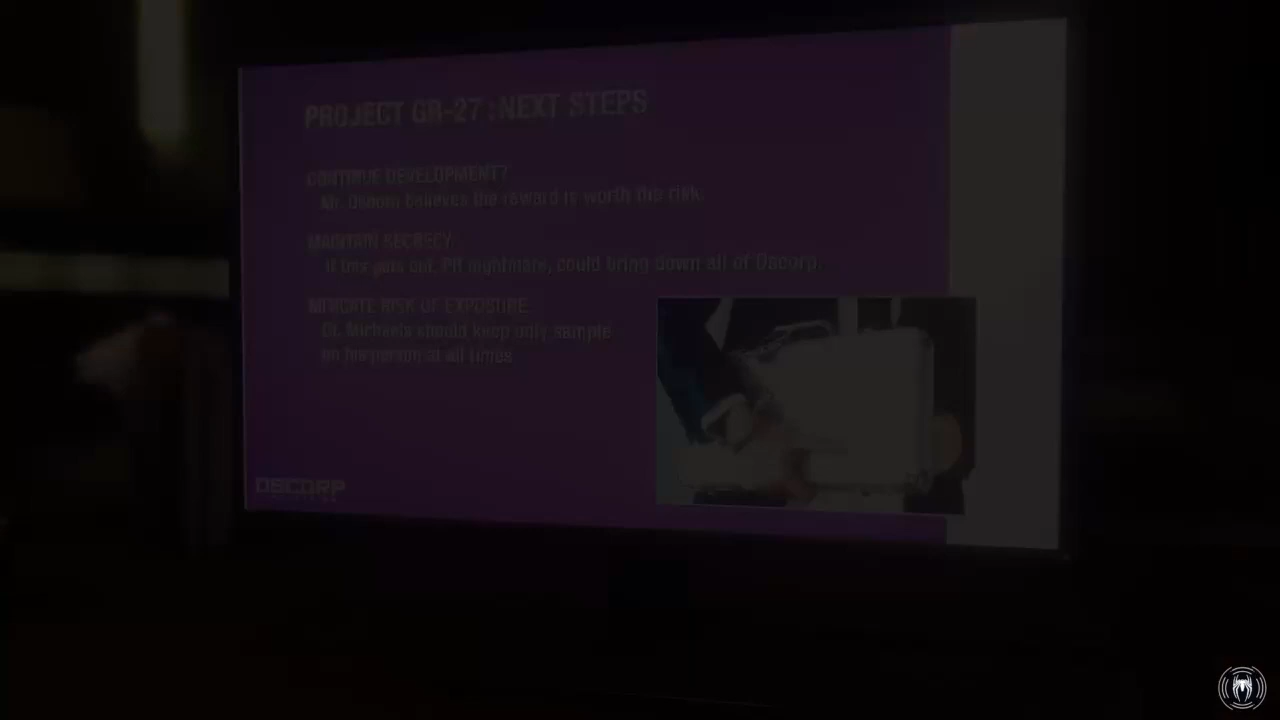 PROJECT GR-27 : NEXT STEPS
CONTINUE DEVELOPMENT?
Mr. Osborn believes the reward is worth the risk.
MAINTAIN SECRECY:
If this gets out, PR nightmare, could bring down all of Oscorp.
MITIGATE RISK OF EXPOSURE
Dr. Michaels should keep only sample
on his person at all times
OSCORP